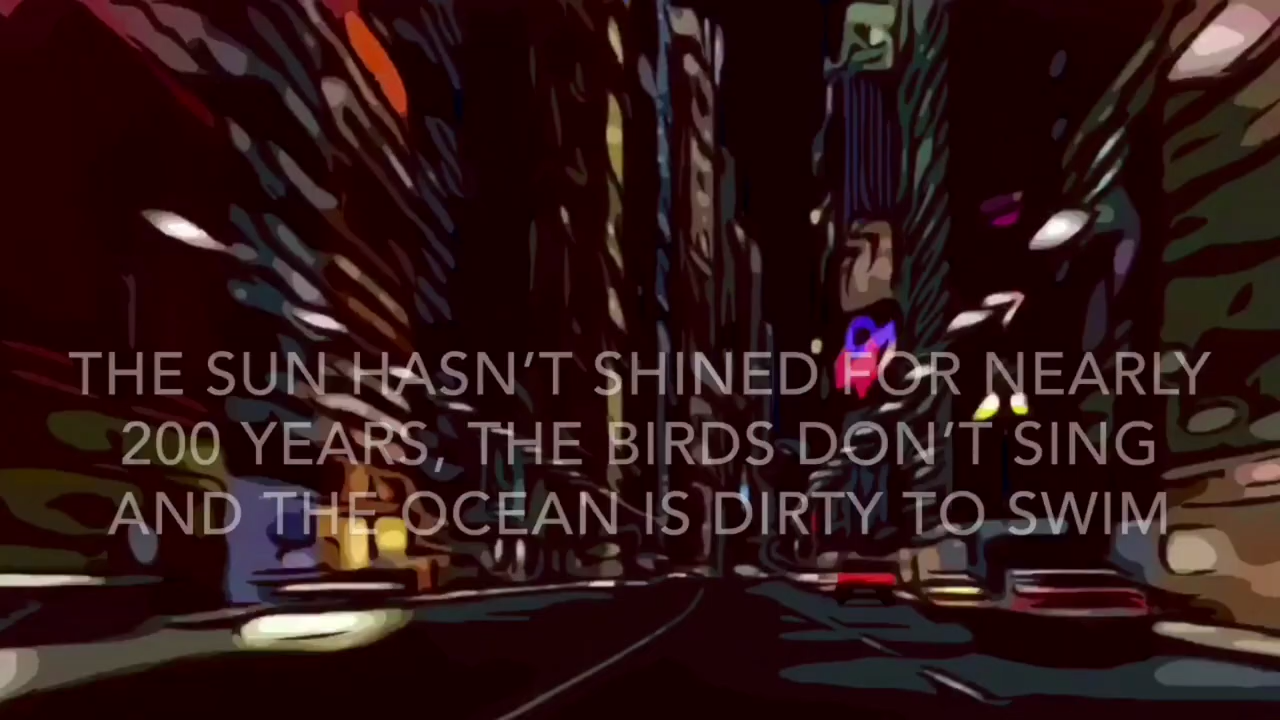 THE SUN HASN’T SHINED FOR NEARLY
200 YEARS, THE BIRDS DON’T SING
AND THE OCEAN IS DIRTY TO SWIM